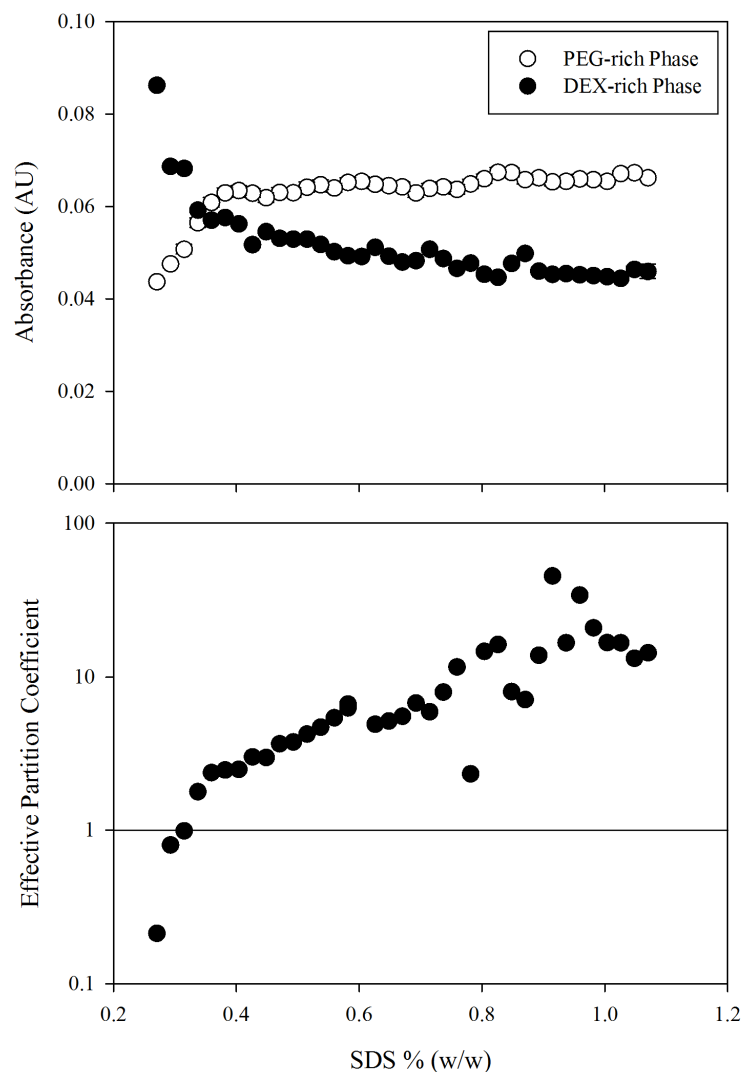 0.10
0.08
0.06
0.04
0.02
0.00
Absorbance (AU)
PEG-rich Phase
DEX-rich Phase
100
10
1
0.1
Effective Partition Coefficient
0.2 0.4 0.6 0.8 1.0 1.2
SDS % (w/w)